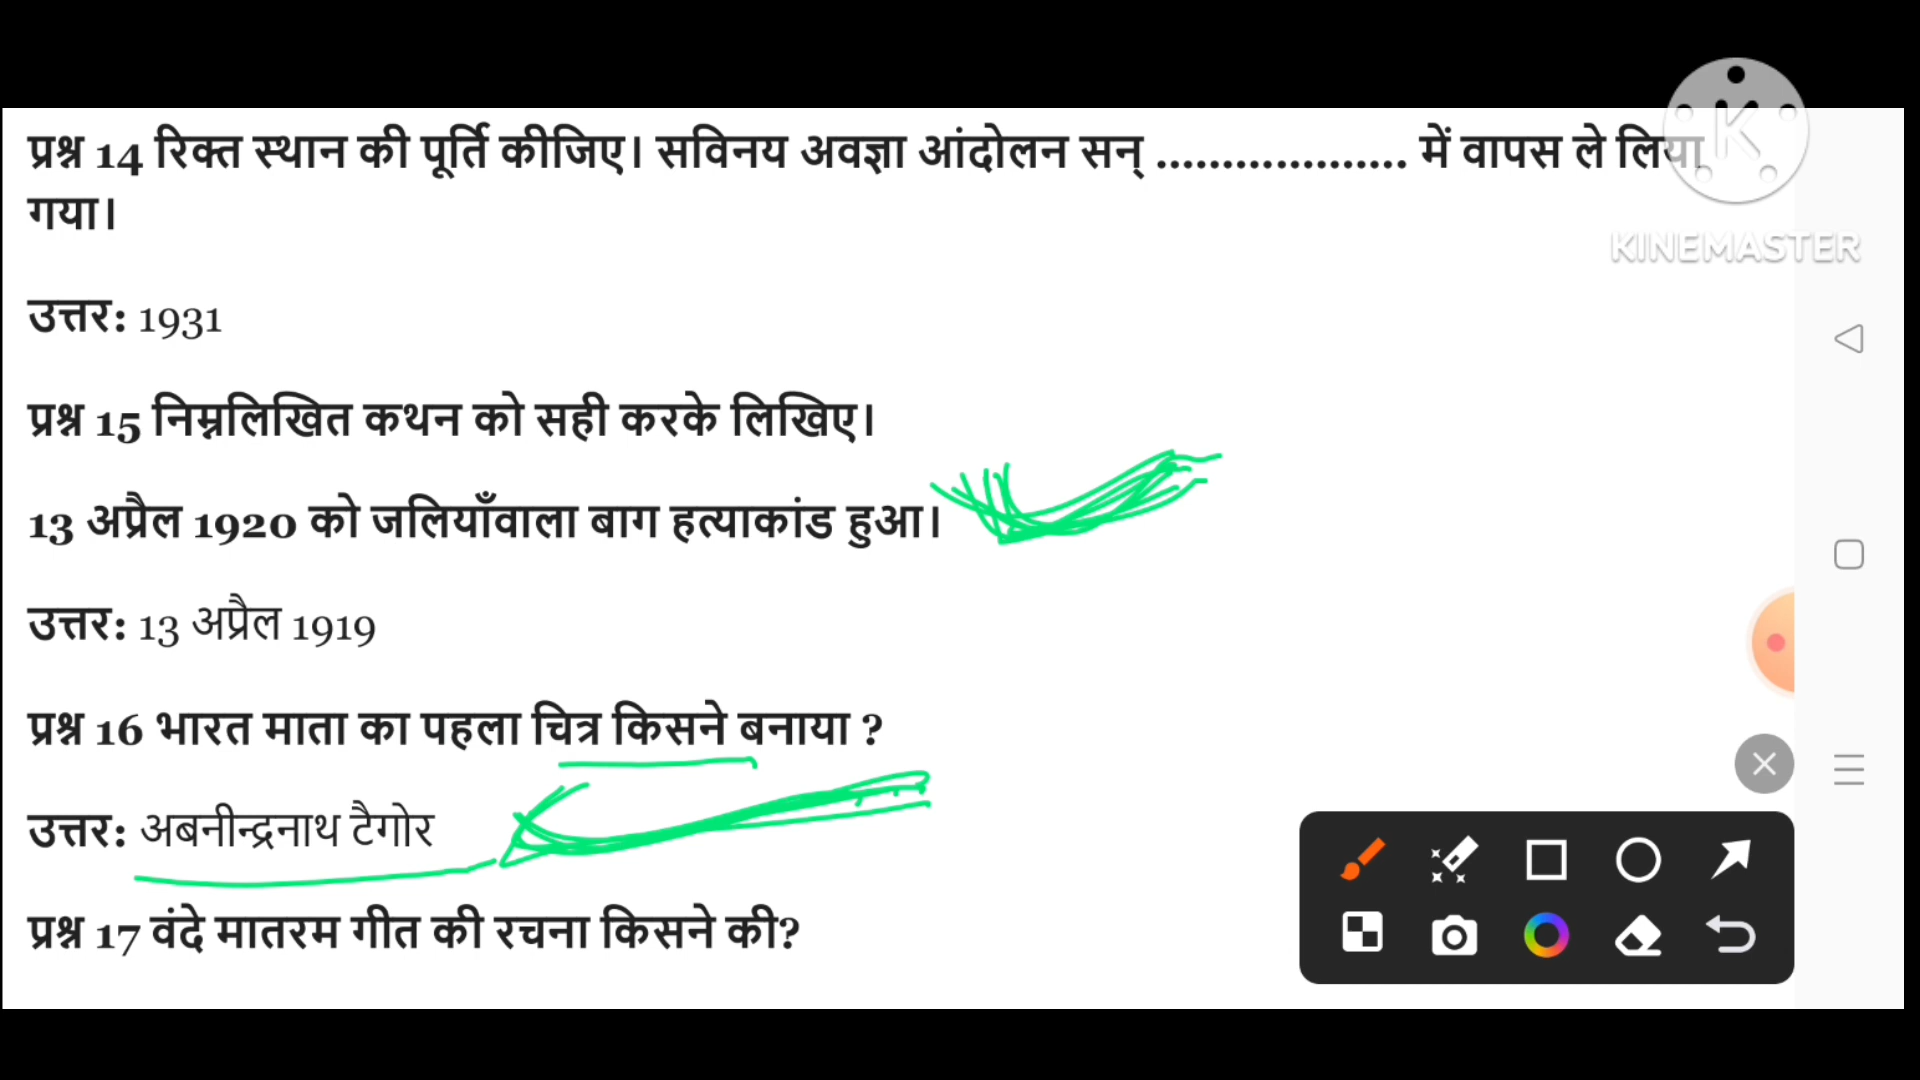 प्रश्न 14 रिक्त स्थान की पूर्ति कीजिए। सविनय अवज्ञा आंदोलन सन् ................... में वापस ले लिया
गया।
KINEMASTER
उत्तर: 1931
प्रश्न 15 निम्नलिखित कथन को सही करके लिखिए।
13 अप्रैल 1920 को जलियाँवाला बाग हत्याकांड हुआ।
उत्तर: 13 अप्रैल 1919
प्रश्न 16 भारत माता का पहला चित्र किसने बनाया ?
उत्तर: अबनीन्द्रनाथ टैगोर
प्रश्न 17 वंदे मातरम गीत की रचना किसने की?